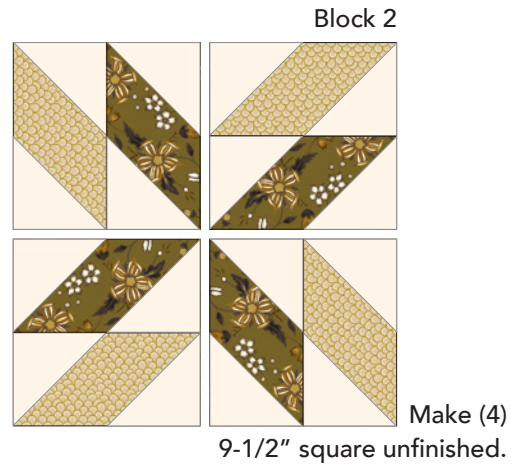 Block 2
Make (4)
9-1/2” square unfinished.